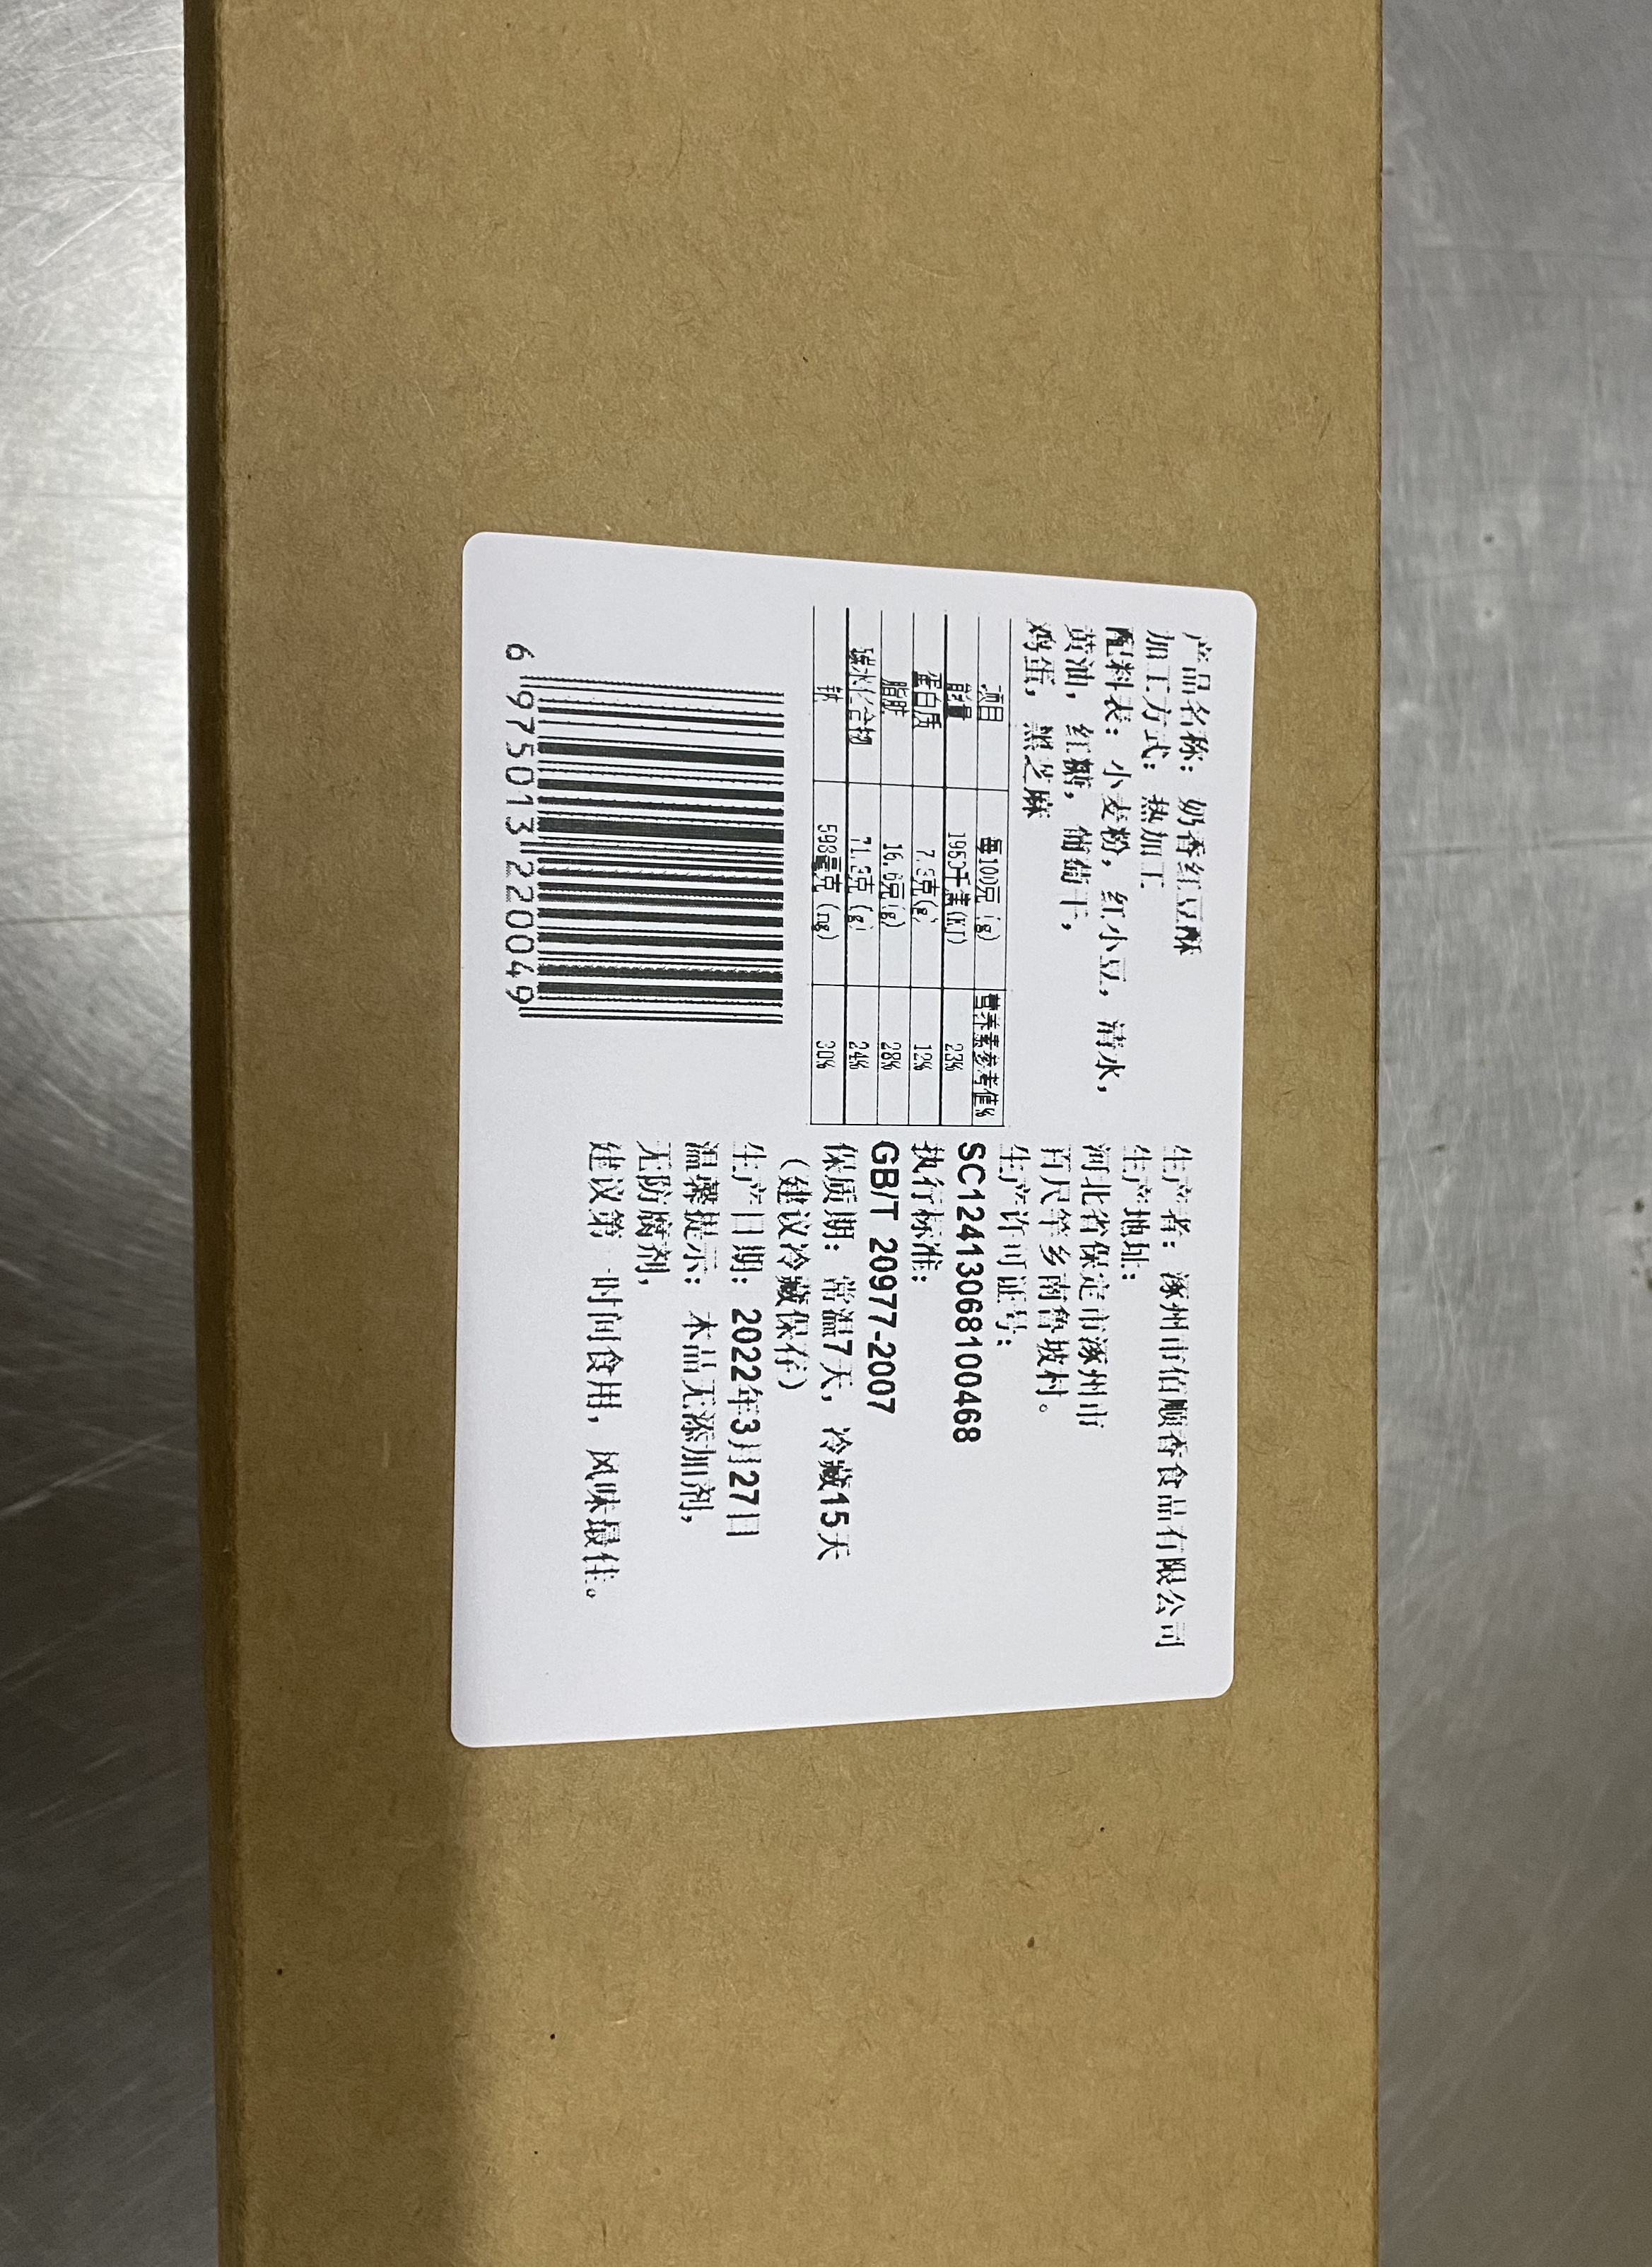 产品名称：奶香红豆酥
加工方式：热加工
配料表：小麦粉，红小豆，清水，
黄油，红糖，葡萄干，
鸡蛋，黑芝麻
项目 每100克(g) 营养素参考值%
能量 1950千焦(KJ) 23%
蛋白质 12%
脂肪 16.6克(g) 28%
碳水化合物 24%
钠 598毫克(mg) 30%
6 975013 220049
生产者：涿州市佰顺香食品有限公司
生产地址：
河北省保定市涿州市
百尺竿乡南鲁坡村。
生产许可证号：
SC12413068100468
执行标准：
GB/T 20977-2007
保质期：常温7天，冷藏15天
（建议冷藏保存）
生产日期：2022年3月27日
温馨提示：本品无添加剂，
无防腐剂，
建议第一时间食用，风味最佳。